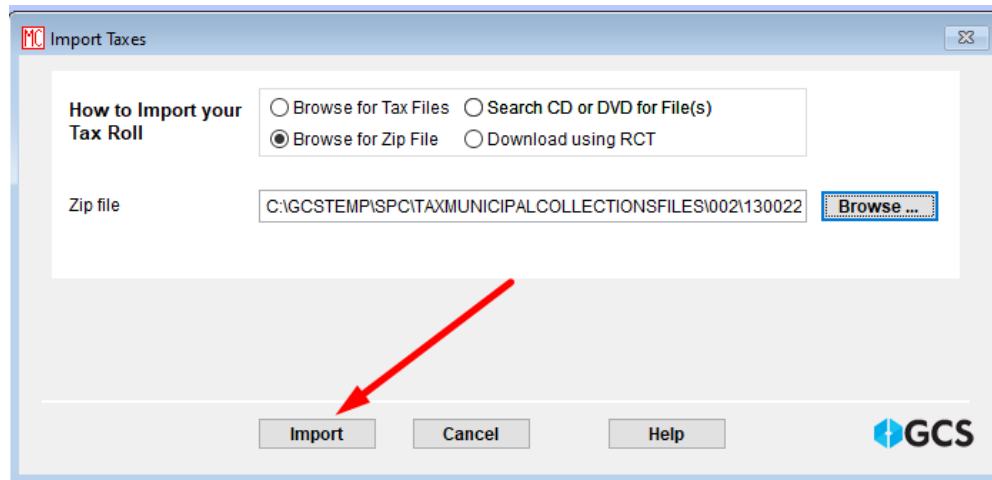 MC Import Taxes
How to Import your
Tax Roll
Browse for Tax Files Search CD or DVD for File(s)
Browse for Zip File Download using RCT
Zip file C:\GCSTEMP\SPC\TAXMUNICIPALCOLLECTIONSFILES\002\130022 Browse ...
Import Cancel Help GCS